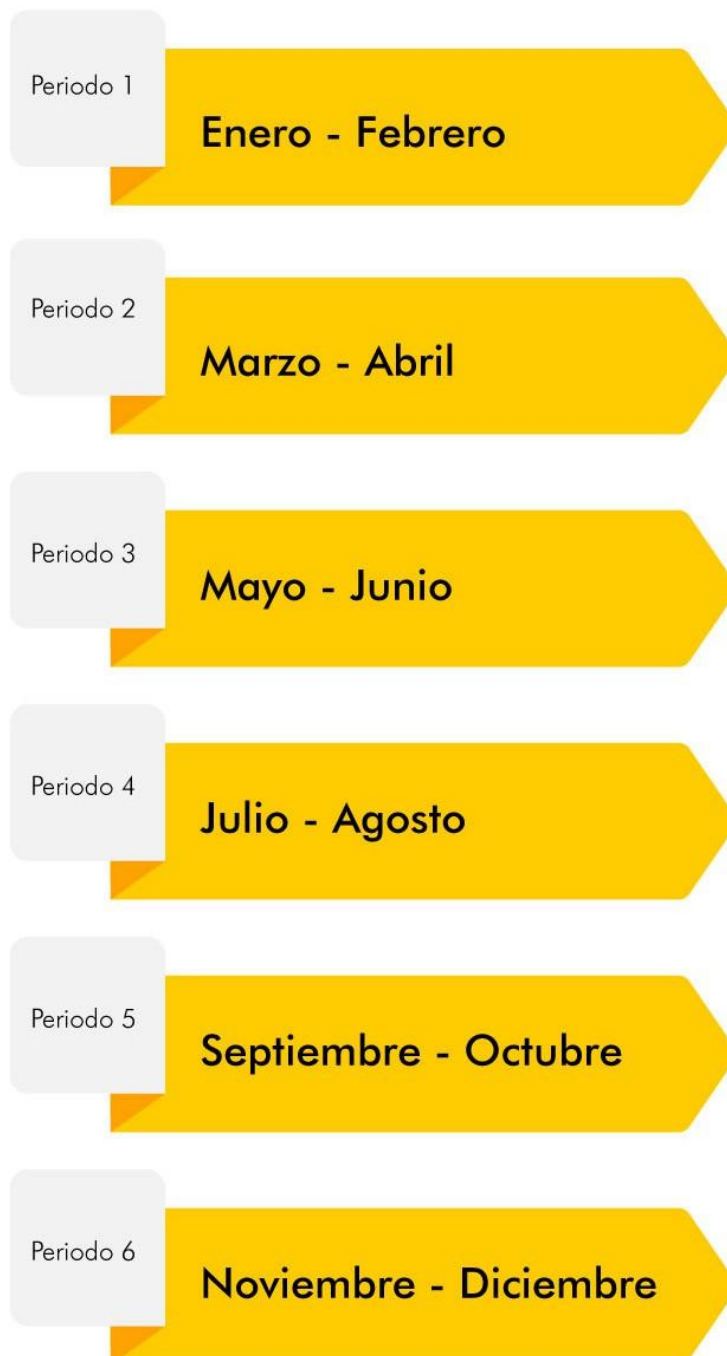 Periodo 1
Enero - Febrero
Periodo 2
Marzo - Abril
Periodo 3
Mayo - Junio
Periodo 4
Julio - Agosto
Periodo 5
Septiembre - Octubre
Periodo 6
Noviembre - Diciembre